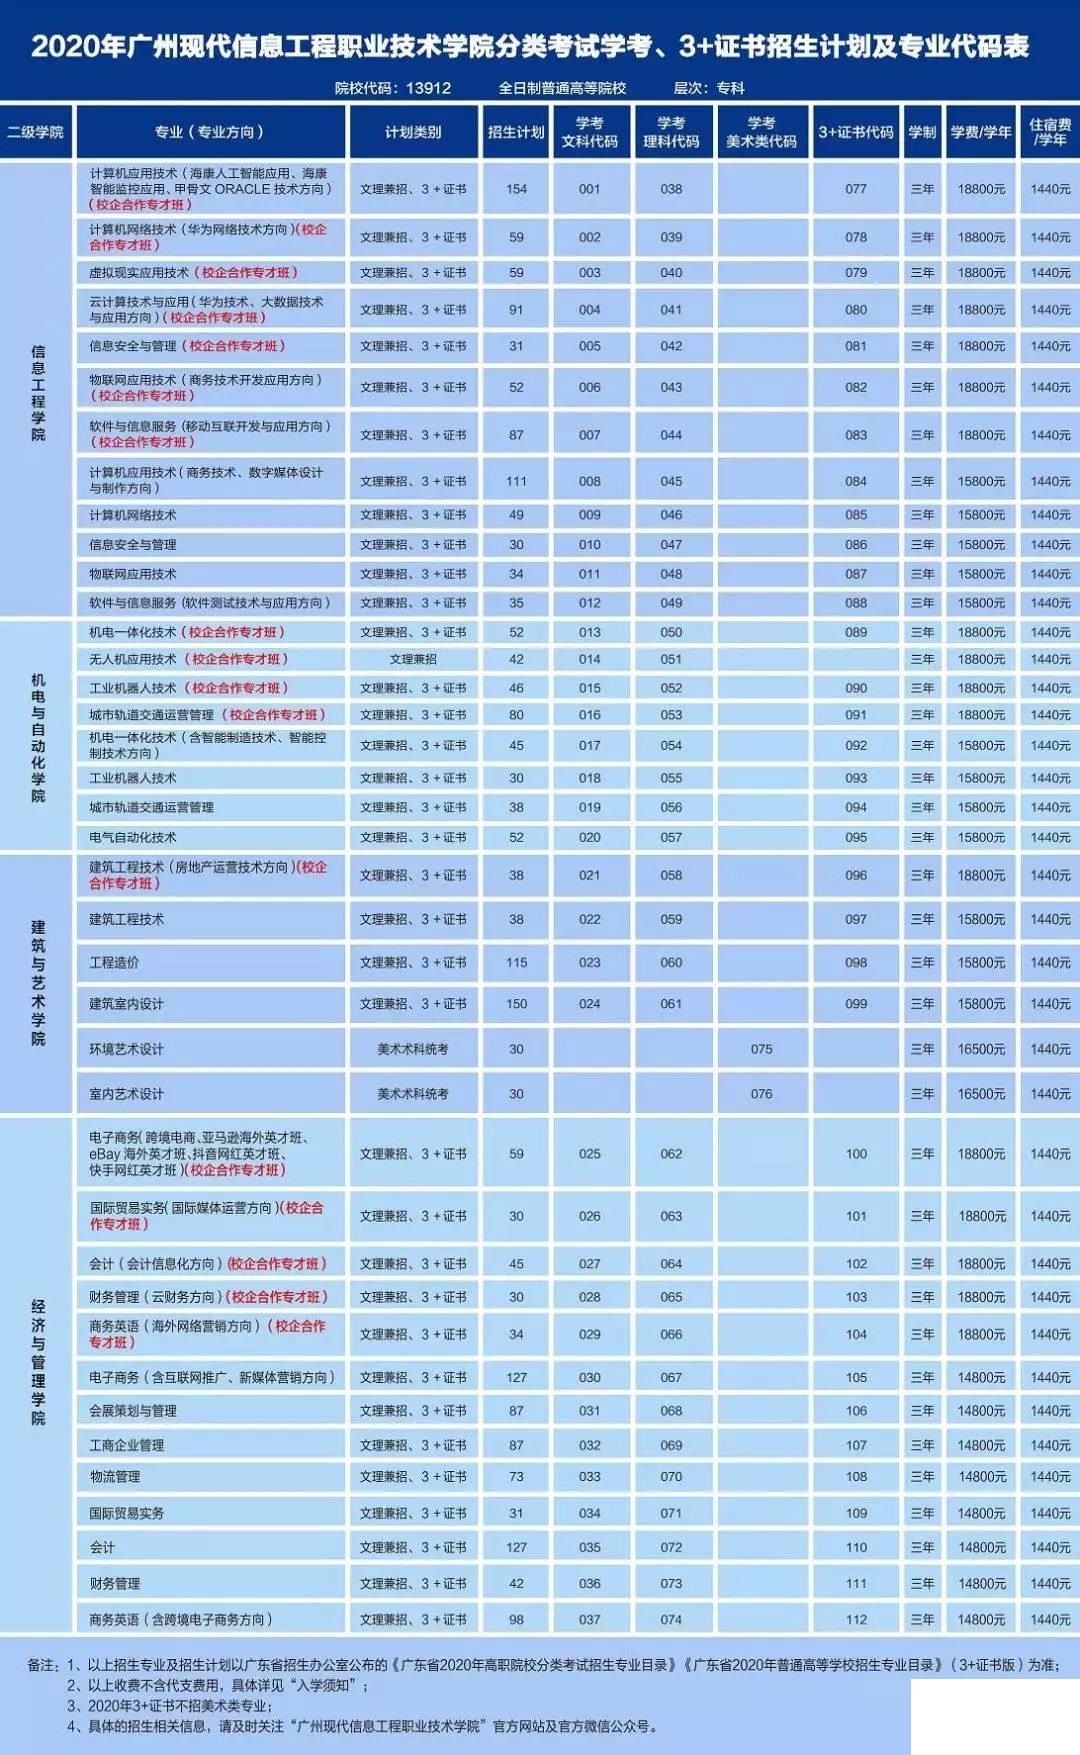 2020年广州现代信息工程职业技术学院分类考试学考、3+证书招生计划及专业代码表
院校代码：13912 全日制普通高等院校 层次：专科
二级学院 专业（专业方向） 计划类别 招生计划 学考文科代码 学考理科代码 学考美术类代码 3+证书代码 学制 学费/学年 住宿费/学年
信息工程学院
计算机应用技术（海康人工智能应用、海康
智能监控应用、甲骨文 ORACLE 技术方向）
（校企合作专才班） 文理兼招、3 +证书 154 001 038 077 三年 18800元 1440元
计算机网络技术（华为网络技术方向）(校企
合作专才班） 文理兼招、3 +证书 59 002 039 078 三年 18800元 1440元
虚拟现实应用技术（校企合作专才班） 文理兼招、3 +证书 59 003 040 079 三年 18800元 1440元
云计算技术与应用（华为技术、大数据技术
与应用方向）（校企合作专才班） 文理兼招、3 +证书 91 004 041 080 三年 18800元 1440元
信息安全与管理（校企合作专才班） 文理兼招、3 +证书 31 005 042 081 三年 18800元 1440元
物联网应用技术（商务技术开发应用方向）
（校企合作专才班） 文理兼招、3 +证书 52 006 043 082 三年 18800元 1440元
软件与信息服务（移动互联开发与应用方向）
（校企合作专才班） 文理兼招、3 +证书 87 007 044 083 三年 18800元 1440元
计算机应用技术（商务技术、数字媒体设计
与制作方向） 文理兼招、3 +证书 111 008 045 084 三年 15800元 1440元
计算机网络技术 文理兼招、3 +证书 49 009 046 085 三年 15800元 1440元
信息安全与管理 文理兼招、3 +证书 30 010 047 086 三年 15800元 1440元
物联网应用技术 文理兼招、3 +证书 34 011 048 087 三年 15800元 1440元
软件与信息服务（软件测试技术与应用方向） 文理兼招、3 +证书 35 012 049 088 三年 15800元 1440元
机电与自动化学院
机电一体化技术（校企合作专才班） 文理兼招、3 +证书 52 013 050 089 三年 18800元 1440元
无人机应用技术（校企合作专才班） 文理兼招 42 014 051 三年 18800元 1440元
工业机器人技术（校企合作专才班） 文理兼招、3 +证书 46 015 052 090 三年 18800元 1440元
城市轨道交通运营管理（校企合作专才班） 文理兼招、3 +证书 80 016 053 091 三年 18800元 1440元
机电一体化技术（含智能制造技术、智能控
制技术方向） 文理兼招、3 +证书 45 017 054 092 三年 15800元 1440元
工业机器人技术 文理兼招、3 +证书 30 018 055 093 三年 15800元 1440元
城市轨道交通运营管理 文理兼招、3 +证书 38 019 056 094 三年 15800元 1440元
电气自动化技术 文理兼招、3 +证书 52 020 057 095 三年 15800元 1440元
建筑与艺术学院
建筑工程技术（房地产运营技术方向）(校企
合作专才班） 文理兼招、3 +证书 38 021 058 096 三年 18800元 1440元
建筑工程技术 文理兼招、3 +证书 38 022 059 097 三年 15800元 1440元
工程造价 文理兼招、3 +证书 115 023 060 098 三年 15800元 1440元
建筑室内设计 文理兼招、3 +证书 150 024 061 099 三年 15800元 1440元
环境艺术设计 美术术科统考 30 075 三年 16500元 1440元
室内艺术设计 美术术科统考 30 076 三年 16500元 1440元
经济与管理学院
电子商务（跨境电商、亚马逊海外英才班、
eBay 海外英才班、抖音网红英才班、
快手网红英才班）(校企合作专才班） 文理兼招、3 +证书 59 025 062 100 三年 18800元 1440元
国际贸易实务（国际媒体运营方向）(校企合
作专才班） 文理兼招、3 +证书 30 026 063 101 三年 18800元 1440元
会计（会计信息化方向）(校企合作专才班） 文理兼招、3 +证书 45 027 064 102 三年 18800元 1440元
财务管理（云财务方向）(校企合作专才班） 文理兼招、3 +证书 30 028 065 103 三年 18800元 1440元
商务英语（海外网络营销方向）（校企合作
专才班） 文理兼招、3 +证书 34 029 066 104 三年 18800元 1440元
电子商务（含互联网推广、新媒体营销方向） 文理兼招、3 +证书 127 030 067 105 三年 14800元 1440元
会展策划与管理 文理兼招、3 +证书 87 031 068 106 三年 14800元 1440元
工商企业管理 文理兼招、3 +证书 87 032 069 107 三年 14800元 1440元
物流管理 文理兼招、3 +证书 73 033 070 108 三年 14800元 1440元
国际贸易实务 文理兼招、3 +证书 31 034 071 109 三年 14800元 1440元
会计 文理兼招、3 +证书 127 035 072 110 三年 14800元 1440元
财务管理 文理兼招、3 +证书 42 036 073 111 三年 14800元 1440元
商务英语（含跨境电子商务方向） 文理兼招、3 +证书 98 037 074 112 三年 14800元 1440元
备注：1、以上招生专业及招生计划以广东省招生办公室公布的《广东省2020年高职院校分类考试招生专业目录》《广东省2020年普通高等学校招生专业目录》（3+证书版）为准；
2、以上收费不含代支费用，具体详见“入学须知”；
3、2020年3+证书不招美术类专业；
4、具体的招生相关信息，请及时关注“广州现代信息工程职业技术学院”官方网站及官方微信公众号。